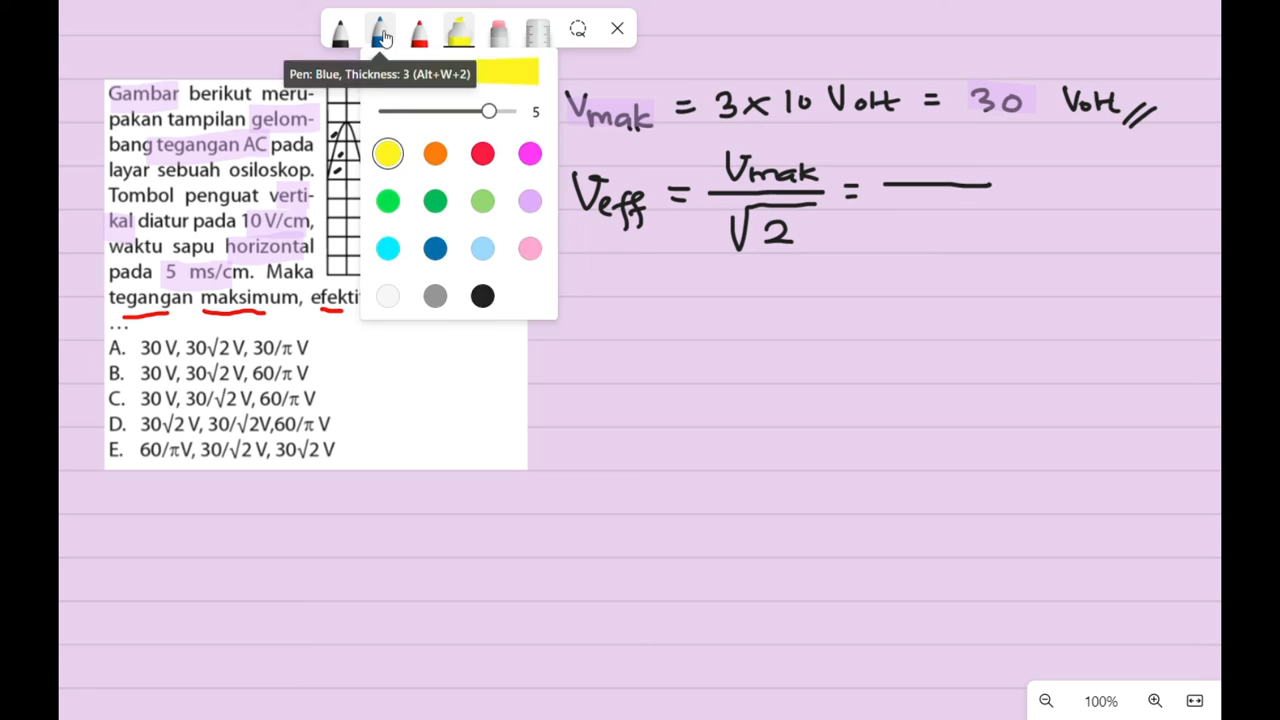 Pen: Blue, Thickness: 3 (Alt+W+2)
5
Gambar berikut meru-
pakan tampilan gelom-
bang tegangan AC pada
layar sebuah osiloskop.
Tombol penguat verti-
kal diatur pada 10 V/cm,
waktu sapu horizontal
pada 5 ms/cm. Maka
tegangan maksimum, efekti
...
A. 30 V, 30√2 V, 30/π V
B. 30 V, 30√2 V, 60/π V
C. 30 V, 30/√2 V, 60/π V
D. 30√2 V, 30/√2V,60/π V
E. 60/πV, 30/√2 V, 30√2 V
Vmak = 3 x 10 Volt = 30 Volt //
Veff = Vmak / √2 =
100%